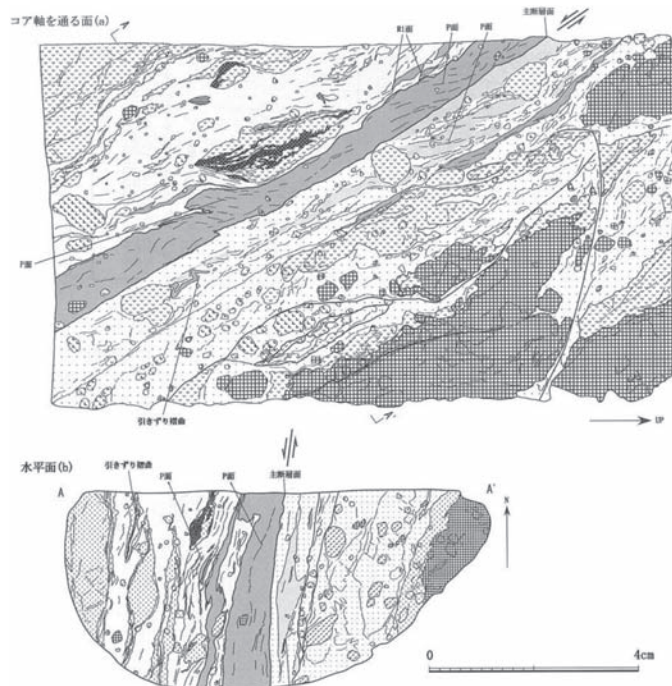 コア軸を通る面(a)
R1面
P面
P面
主断層面
P面
引きずり褶曲
UP
水平面(b)
引きずり褶曲
P面
P面
主断層面
A
A'
N
0
4cm